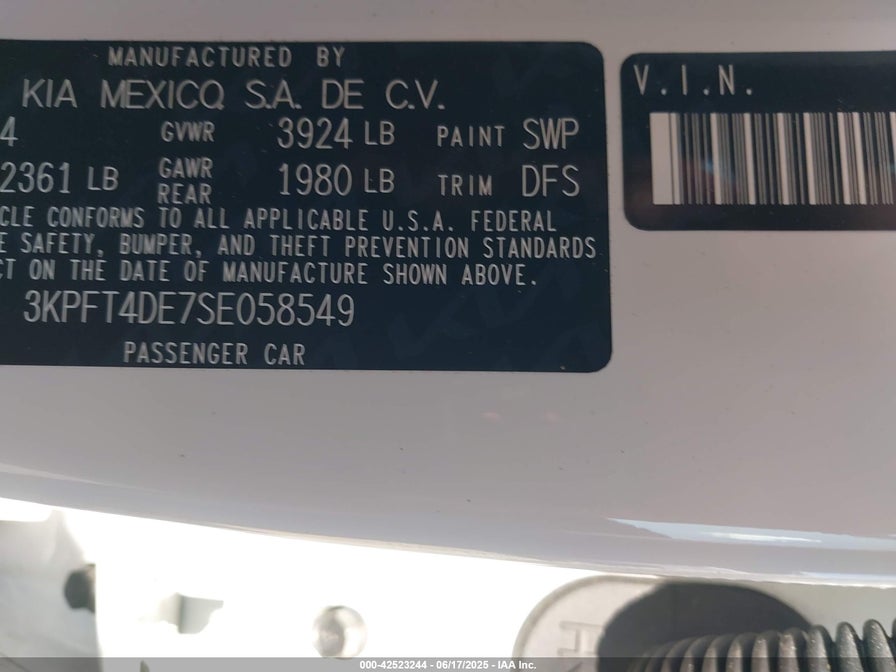 MANUFACTURED BY
KIA MEXICO S.A. DE C.V.
4 GVWR 3924 LB PAINT SWP
2361 LB GAWR REAR 1980 LB TRIM DFS
CLE CONFORMS TO ALL APPLICABLE U.S.A. FEDERAL
E SAFETY, BUMPER, AND THEFT PREVENTION STANDARDS
CT ON THE DATE OF MANUFACTURE SHOWN ABOVE.
3KPFT4DE7SE058549
PASSENGER CAR
V.I.N.
000-42523244 - 06/17/2025 - IAA Inc.